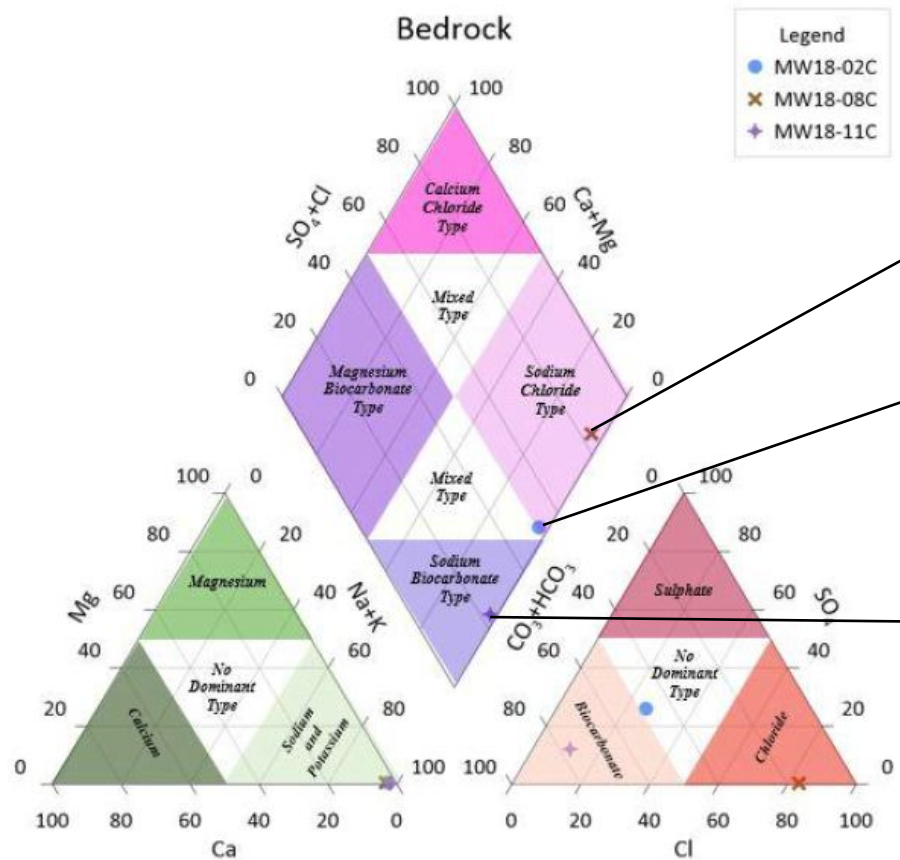 Bedrock
Legend
MW18-02C
MW18-08C
MW18-11C
100 100
80 80
Calcium
Chloride
Type
60 60
SO₄+Cl
Ca+Mg
40 40
Mixed
Type
20 20
0 0
Magnesium
Biocarbonate
Type
Sodium
Chloride
Type
Mixed
Type
Sodium
Biocarbonate
Type
CO₃+HCO₃
100 0
80 20
Magnesium
60 40
Mg
Na+K
40 60
No
Dominant
Type
20 80
Calcium
Sodium
and
Potassium
0 100
100 80 60 40 20 0
Ca
0 100
20 80
Sulphate
40 60
SO₄
60 40
No
Dominant
Type
80 20
Biocarbonate
Chloride
100 0
0 20 40 60 80 100
Cl